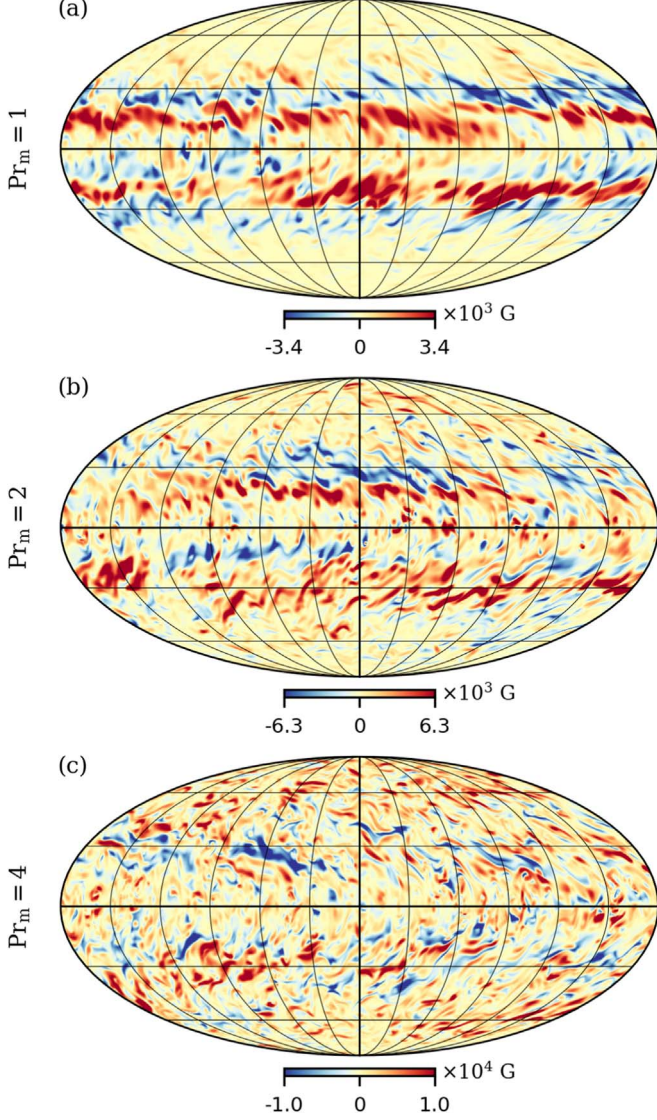 (a)
Prm = 1
×10³ G
-3.4 0 3.4
(b)
Prm = 2
×10³ G
-6.3 0 6.3
(c)
Prm = 4
×10⁴ G
-1.0 0 1.0